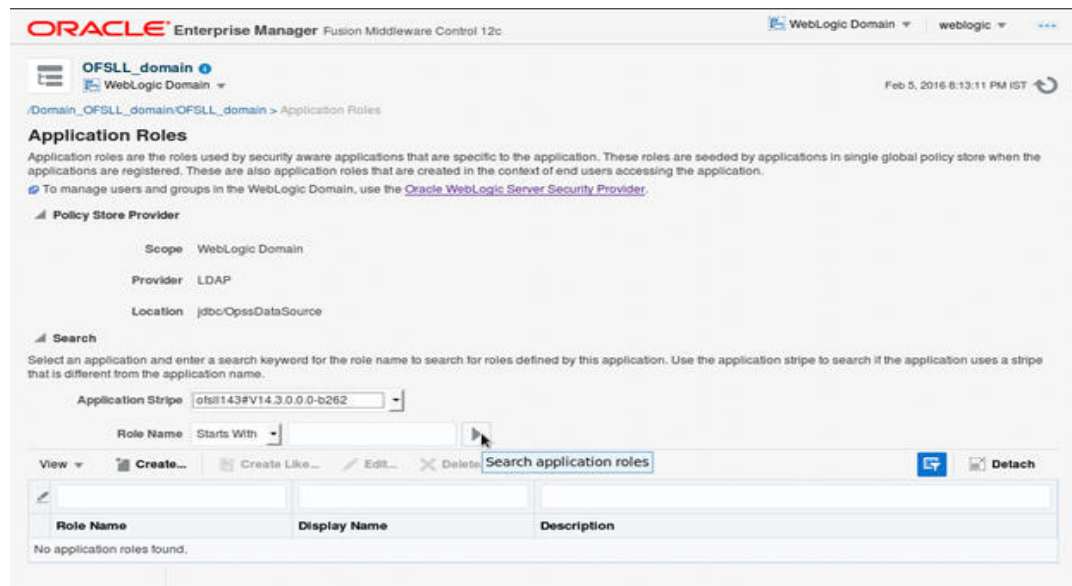 ORACLE Enterprise Manager Fusion Middleware Control 12c
WebLogic Domain
weblogic
OFSLL_domain
WebLogic Domain
Feb 5, 2016 8:13:11 PM IST
/Domain_OFSLL_domain/OFSLL_domain > Application Roles
Application Roles
Application roles are the roles used by security aware applications that are specific to the application. These roles are seeded by applications in single global policy store when the
applications are registered. These are also application roles that are created in the context of end users accessing the application.
To manage users and groups in the WebLogic Domain, use the Oracle WebLogic Server Security Provider.
Policy Store Provider
Scope WebLogic Domain
Provider LDAP
Location jdbc/OpssDataSource
Search
Select an application and enter a search keyword for the role name to search for roles defined by this application. Use the application stripe to search if the application uses a stripe
that is different from the application name.
Application Stripe ofsll143#V14.3.0.0.0-b262
Role Name Starts With
View Create... Create Like... Edit... Delete Search application roles Detach
Role Name Display Name Description
No application roles found.